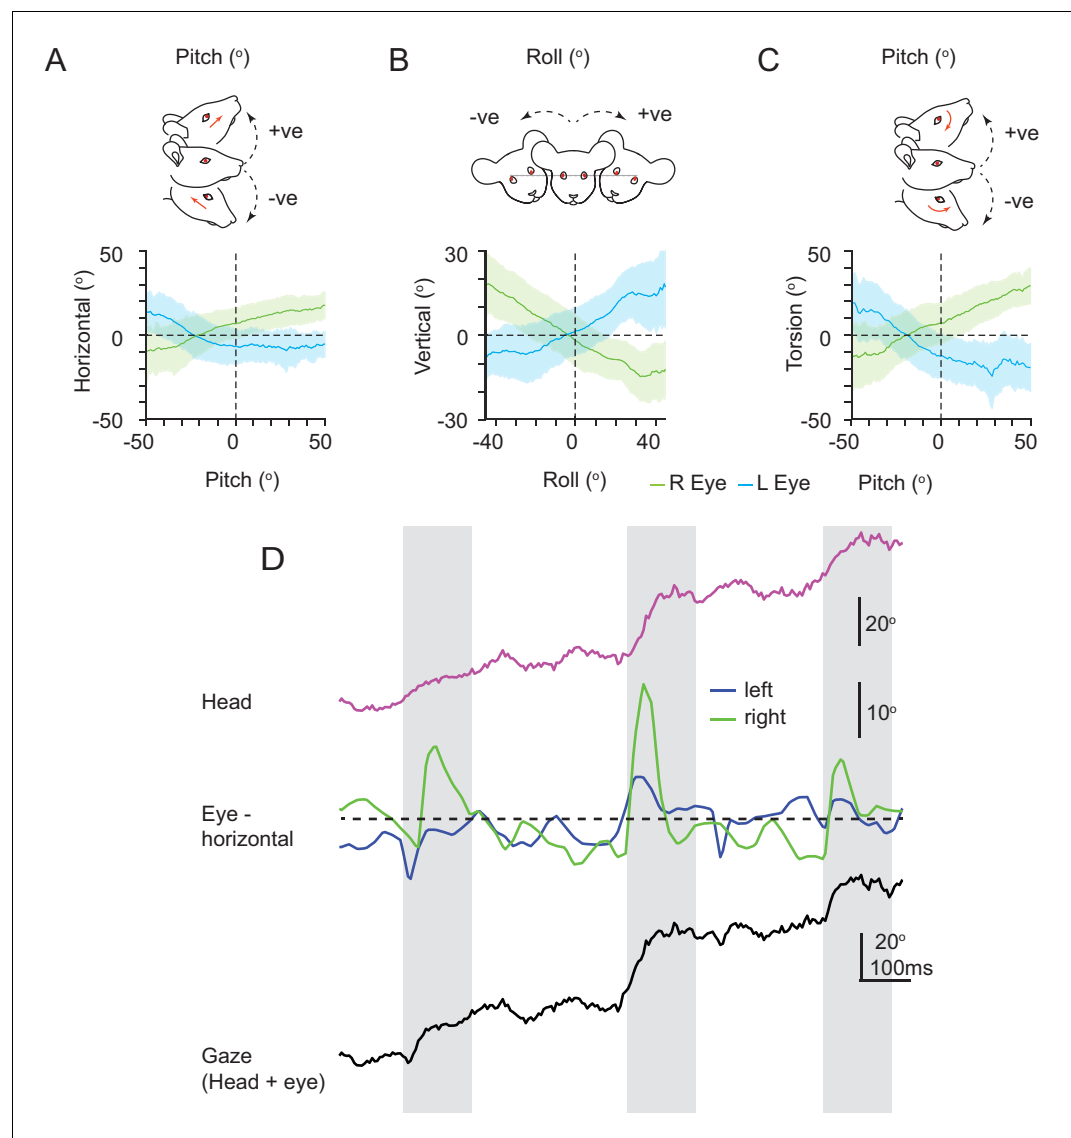 A
Pitch (°)
+ve
-ve
50
0
-50
Horizontal (°)
-50 0 50
Pitch (°)
B
Roll (°)
-ve
+ve
30
0
-30
Vertical (°)
-40 0 40
Roll (°)
C
Pitch (°)
+ve
-ve
50
0
-50
Torsion (°)
-50 0 50
R Eye L Eye
Pitch (°)
D
20°
Head
left
right
10°
Eye -
horizontal
20°
100ms
Gaze
(Head + eye)